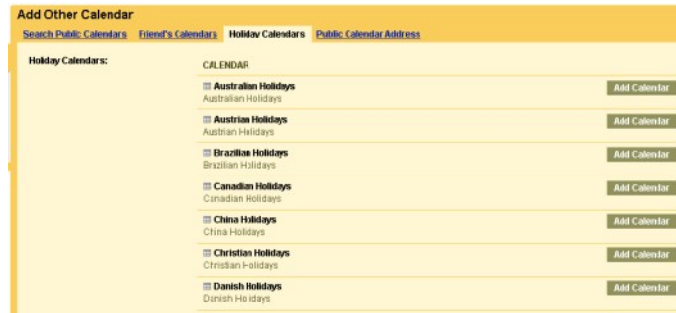 Add Other Calendar
Search Public Calendars Friend's Calendars Holiday Calendars Public Calendar Address
Holiday Calendars:
CALENDAR
Australian Holidays Add Calendar
Australian Holidays
Austrian Holidays Add Calendar
Austrian Holidays
Brazilian Holidays Add Calendar
Brazilian Holidays
Canadian Holidays Add Calendar
Canadian Holidays
China Holidays Add Calendar
China Holidays
Christian Holidays Add Calendar
Christian Holidays
Danish Holidays Add Calendar
Danish Holidays